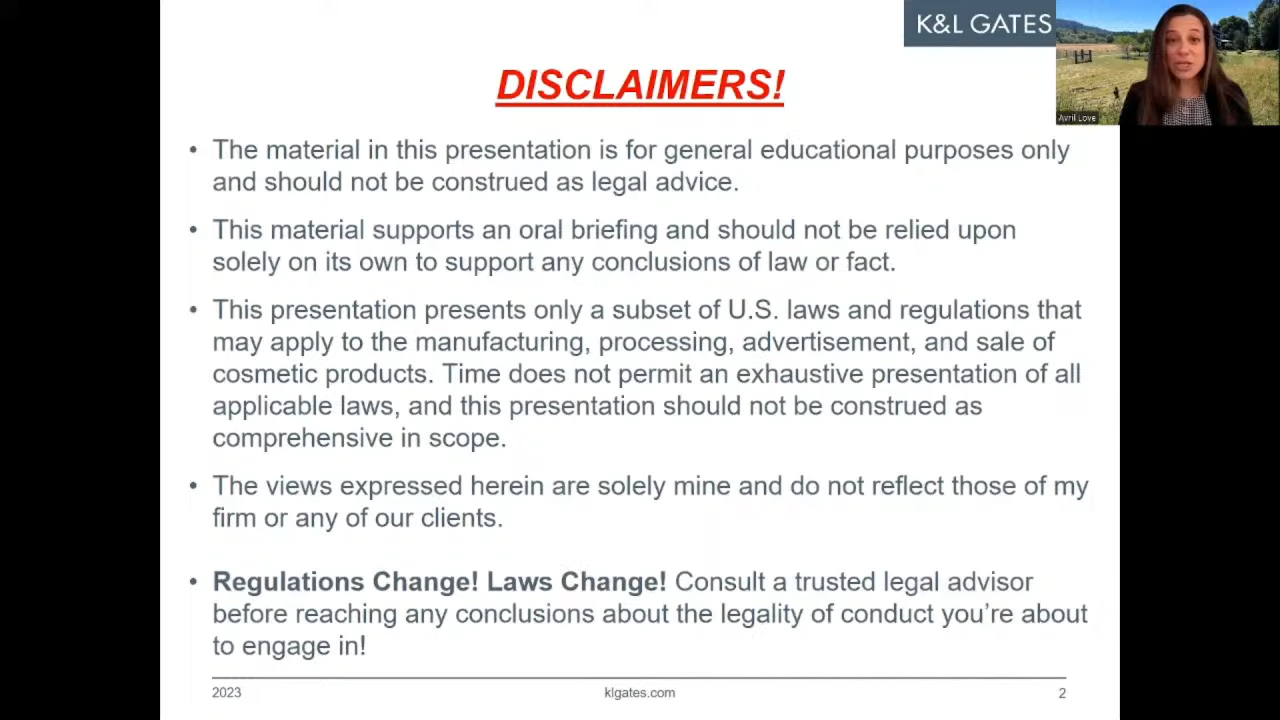 K&L GATES
Avril Love
DISCLAIMERS!
• The material in this presentation is for general educational purposes only
and should not be construed as legal advice.
• This material supports an oral briefing and should not be relied upon
solely on its own to support any conclusions of law or fact.
• This presentation presents only a subset of U.S. laws and regulations that
may apply to the manufacturing, processing, advertisement, and sale of
cosmetic products. Time does not permit an exhaustive presentation of all
applicable laws, and this presentation should not be construed as
comprehensive in scope.
• The views expressed herein are solely mine and do not reflect those of my
firm or any of our clients.
• Regulations Change! Laws Change! Consult a trusted legal advisor
before reaching any conclusions about the legality of conduct you’re about
to engage in!
2023 klgates.com 2